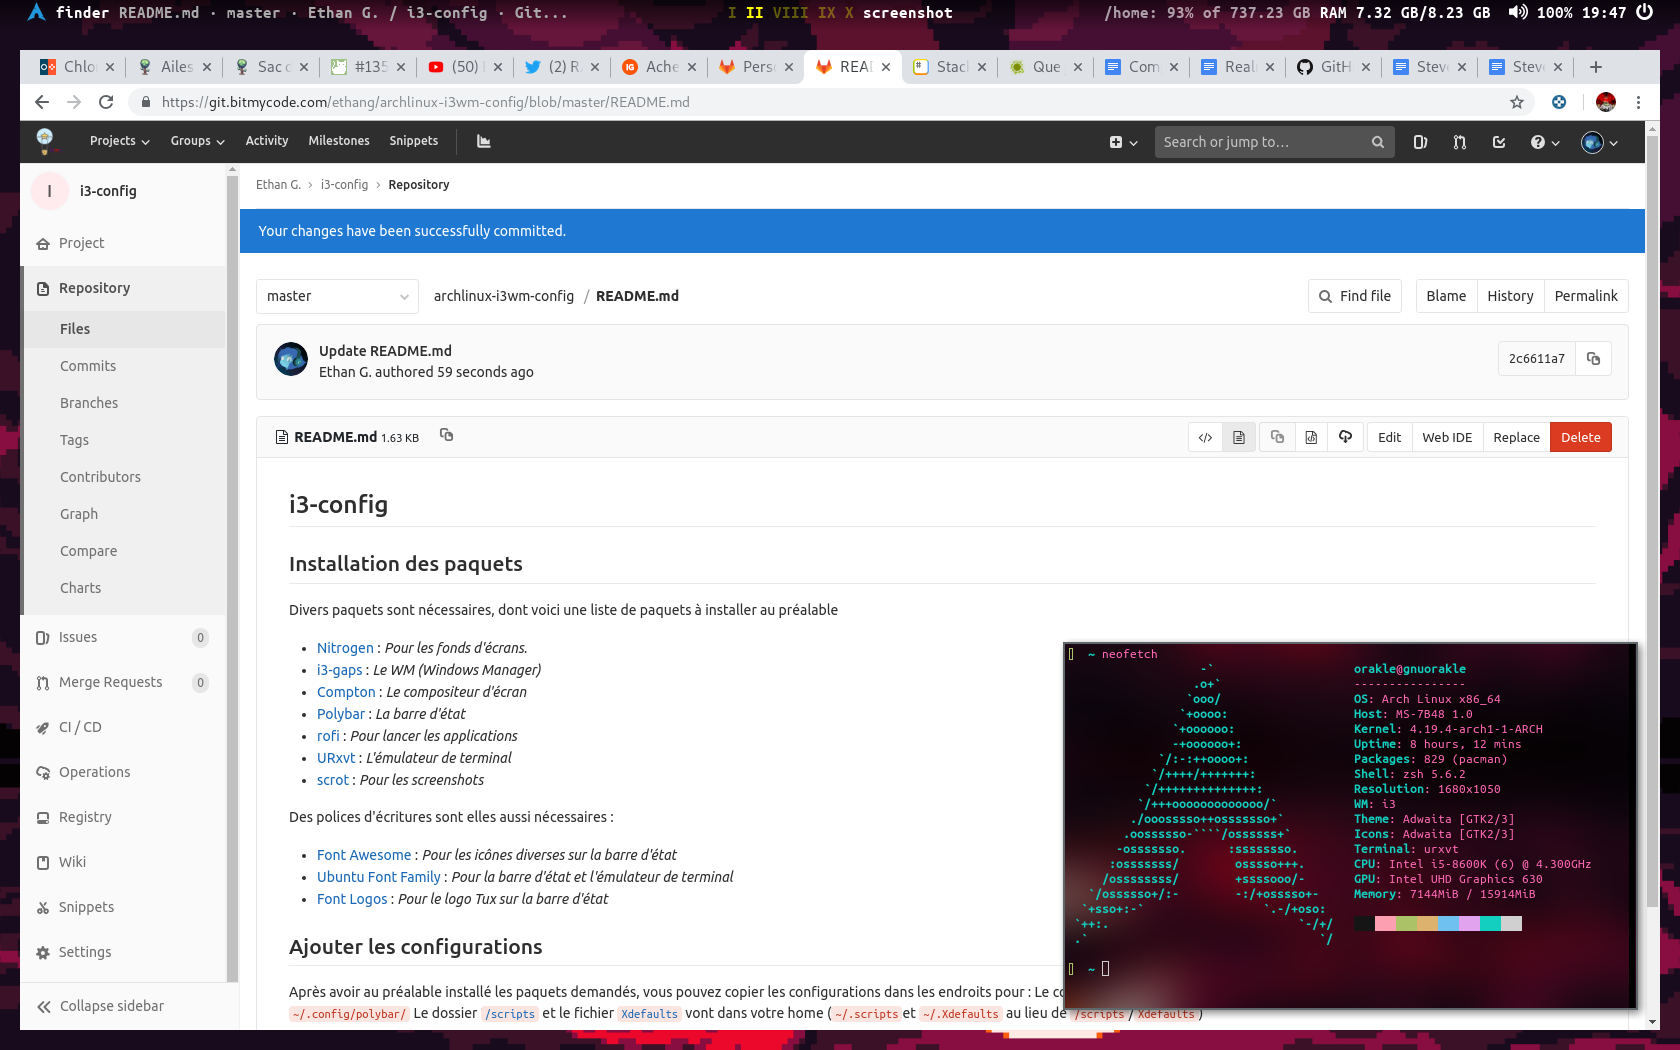 finder README.md · master · Ethan G. / i3-config · Git...
I II VIII IX X screenshot
/home: 93% of 737.23 GB RAM 7.32 GB/8.23 GB 100% 19:47
Chlo
Ailes
Sac
#135
(50)
(2) R
Ache
Pers
REA
Stac
Que
Com
Real
GitH
Steve
Steve
https://git.bitmycode.com/ethang/archlinux-i3wm-config/blob/master/README.md
Projects Groups Activity Milestones Snippets
Search or jump to…
I i3-config
Project
Repository
Files
Commits
Branches
Tags
Contributors
Graph
Compare
Charts
Issues 0
Merge Requests 0
CI / CD
Operations
Registry
Wiki
Snippets
Settings
Collapse sidebar
Ethan G. › i3-config › Repository
Your changes have been successfully committed.
master
archlinux-i3wm-config / README.md
Find file
Blame History Permalink
Update README.md
Ethan G. authored 59 seconds ago
2c6611a7
README.md 1.63 KB
Edit Web IDE Replace Delete
i3-config
Installation des paquets
Divers paquets sont nécessaires, dont voici une liste de paquets à installer au préalable
• Nitrogen : Pour les fonds d'écrans.
• i3-gaps : Le WM (Windows Manager)
• Compton : Le compositeur d'écran
• Polybar : La barre d'état
• rofi : Pour lancer les applications
• URxvt : L'émulateur de terminal
• scrot : Pour les screenshots
Des polices d'écritures sont elles aussi nécessaires :
• Font Awesome : Pour les icônes diverses sur la barre d'état
• Ubuntu Font Family : Pour la barre d'état et l'émulateur de terminal
• Font Logos : Pour le logo Tux sur la barre d'état
Ajouter les configurations
Après avoir au préalable installé les paquets demandés, vous pouvez copier les configurations dans les endroits pour : Le
~/.config/polybar/ Le dossier /scripts et le fichier Xdefaults vont dans votre home ( ~/.scripts et ~/.Xdefaults au lieu de /scripts / Xdefaults )
~ neofetch
orakle@gnuorakle
----------------
OS: Arch Linux x86_64
Host: MS-7B48 1.0
Kernel: 4.19.4-arch1-1-ARCH
Uptime: 8 hours, 12 mins
Packages: 829 (pacman)
Shell: zsh 5.6.2
Resolution: 1680x1050
WM: i3
Theme: Adwaita [GTK2/3]
Icons: Adwaita [GTK2/3]
Terminal: urxvt
CPU: Intel i5-8600K (6) @ 4.300GHz
GPU: Intel UHD Graphics 630
Memory: 7144MiB / 15914MiB
~